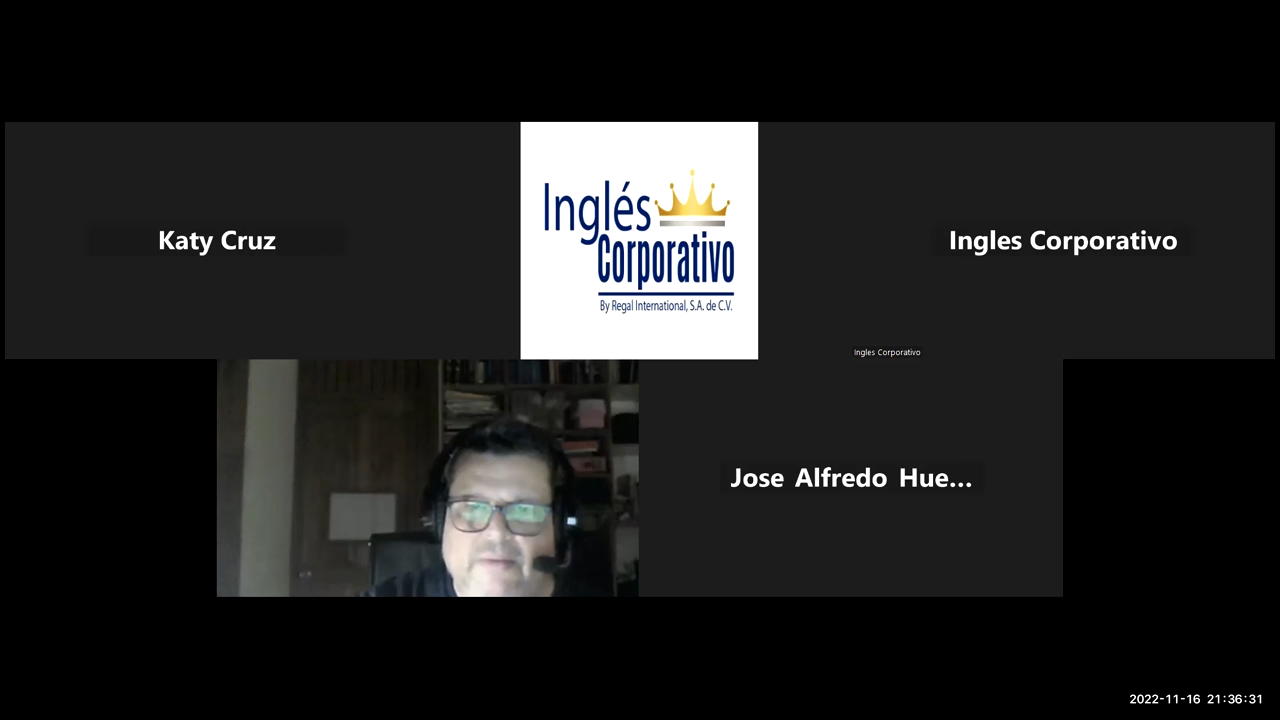 Katy Cruz
Inglés
Corporativo
By Regal International, S.A. de C.V.
Ingles Corporativo
Ingles Corporativo
Jose Alfredo Hue...
2022-11-16 21:36:31